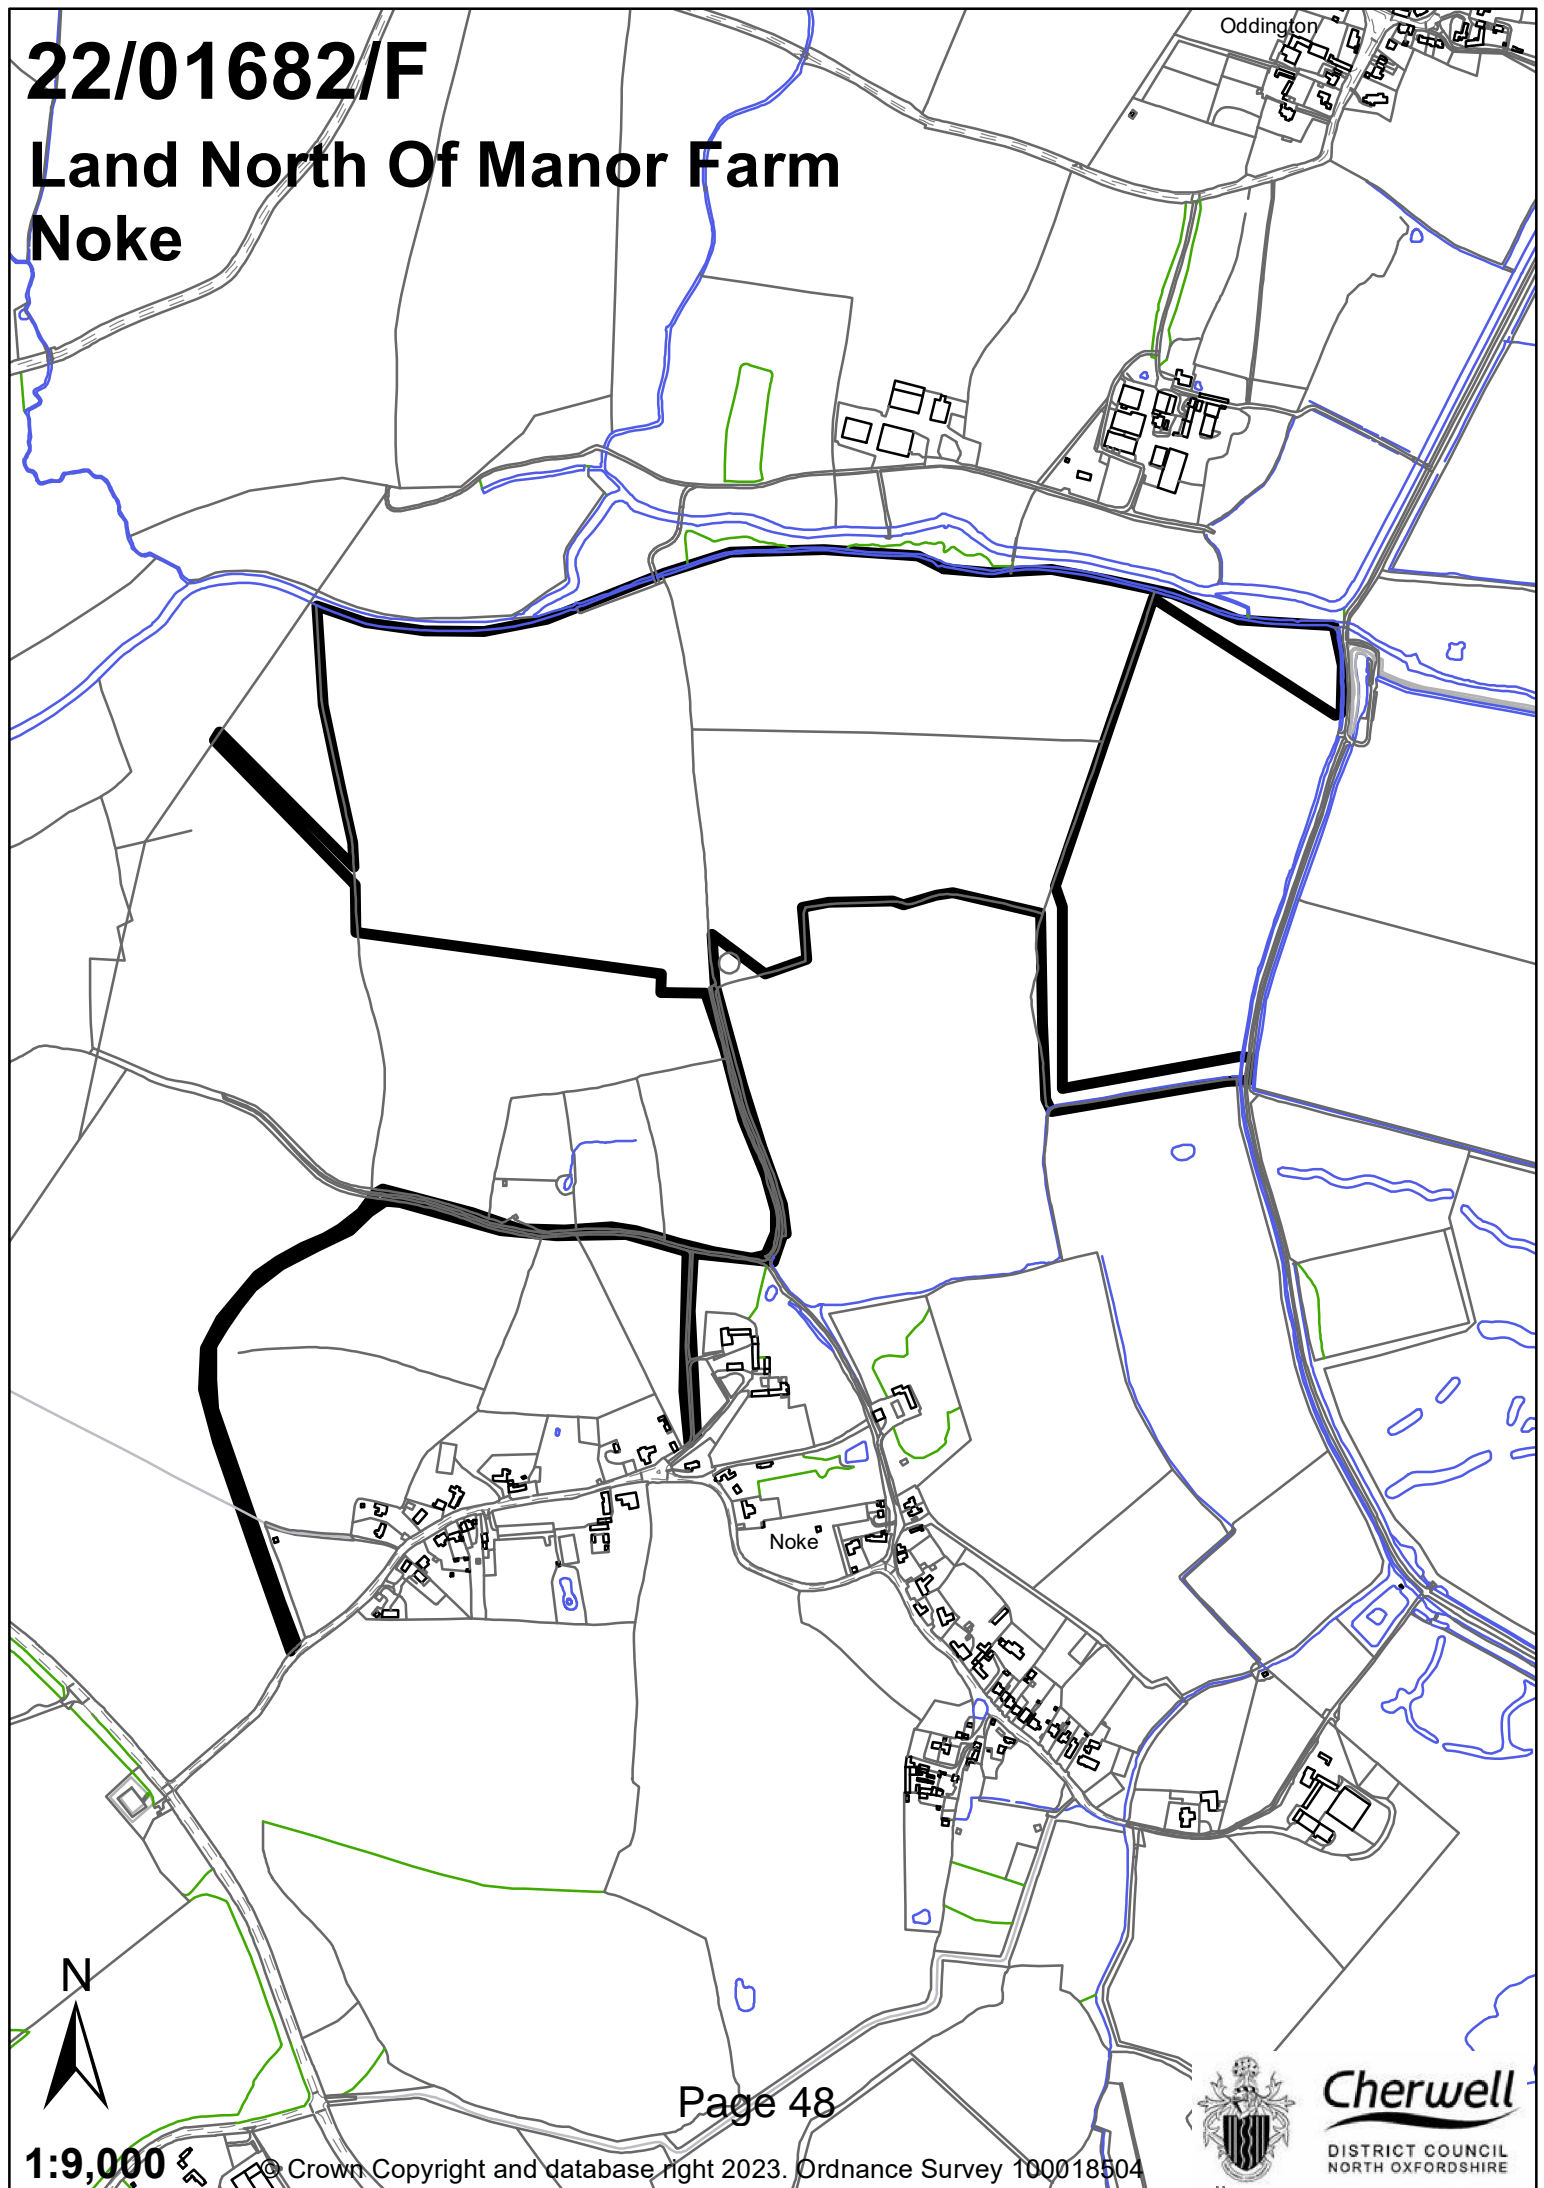 Oddington
22/01682/F
Land North Of Manor Farm
Noke
Noke
N
Page 48
1:9,000
© Crown Copyright and database right 2023. Ordnance Survey 100018504
Cherwell
DISTRICT COUNCIL
NORTH OXFORDSHIRE